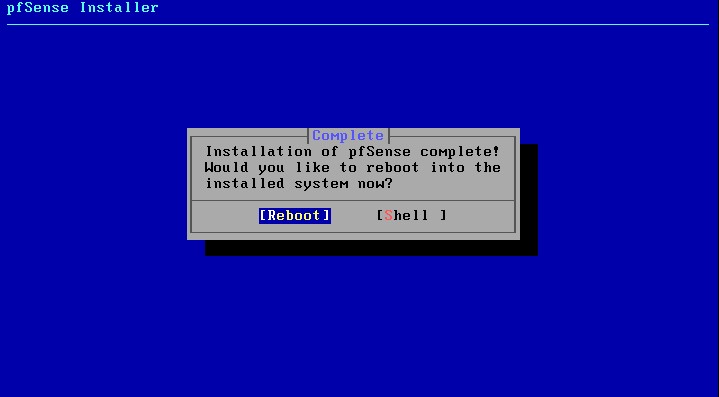 pfSense Installer
Complete
Installation of pfSense complete!
Would you like to reboot into the
installed system now?
[Reboot] [Shell ]